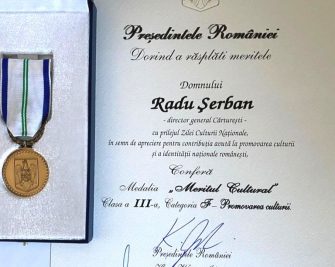 Președintele României
Dorind a răsplăti meritele
Domnului
Radu Șerban
- director general Cărturești -
cu prilejul Zilei Culturii Naționale,
în semn de apreciere pentru contribuția avută la promovarea culturii
și a identității naționale românești,
Conferă
Medalia „Meritul Cultural”
Clasa a III-a, Categoria F - Promovarea culturii.
Președintele României